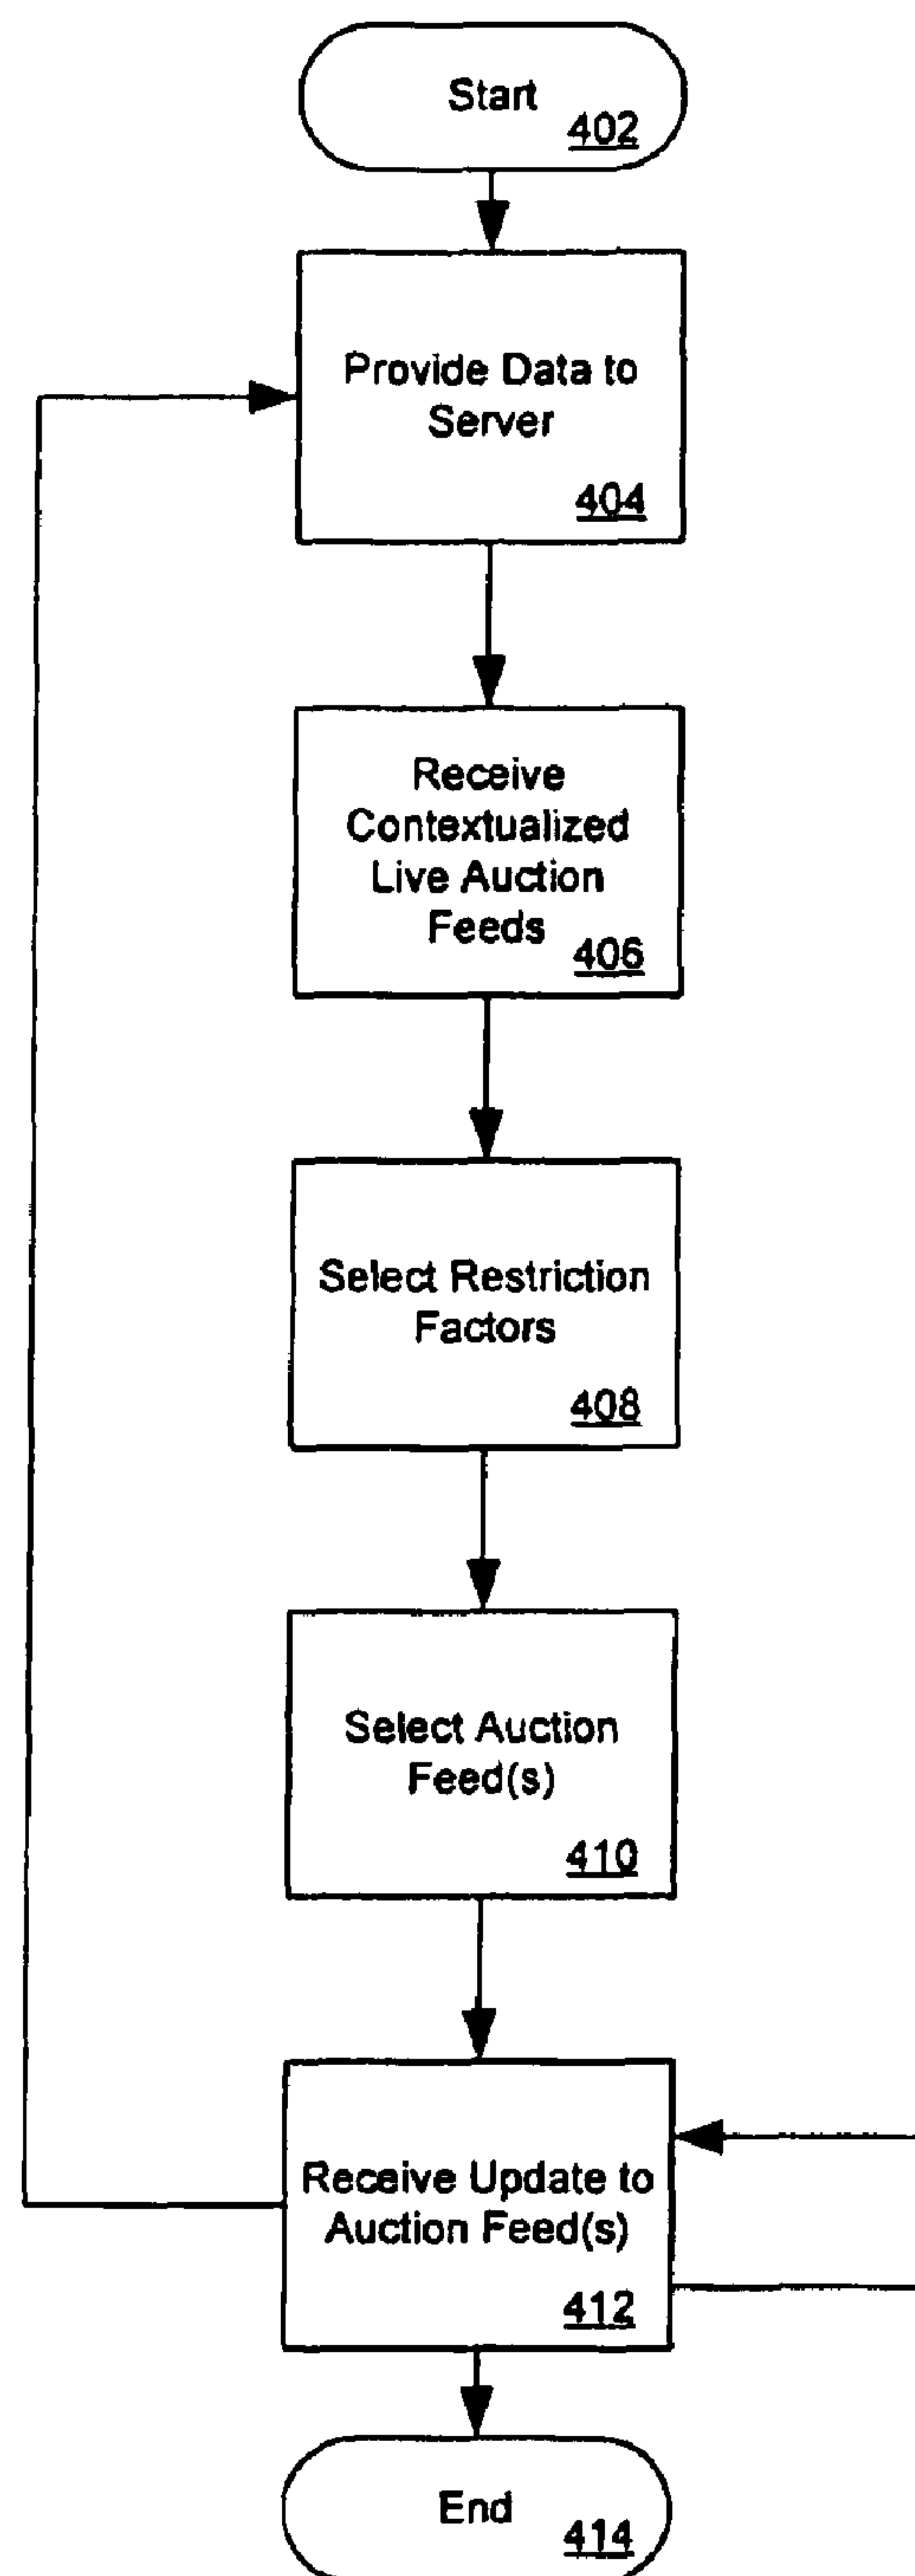 Start
402
Provide Data to
Server
404
Receive
Contextualized
Live Auction
Feeds
406
Select Restriction
Factors
408
Select Auction
Feed(s)
410
Receive Update to
Auction Feed(s)
412
End
414